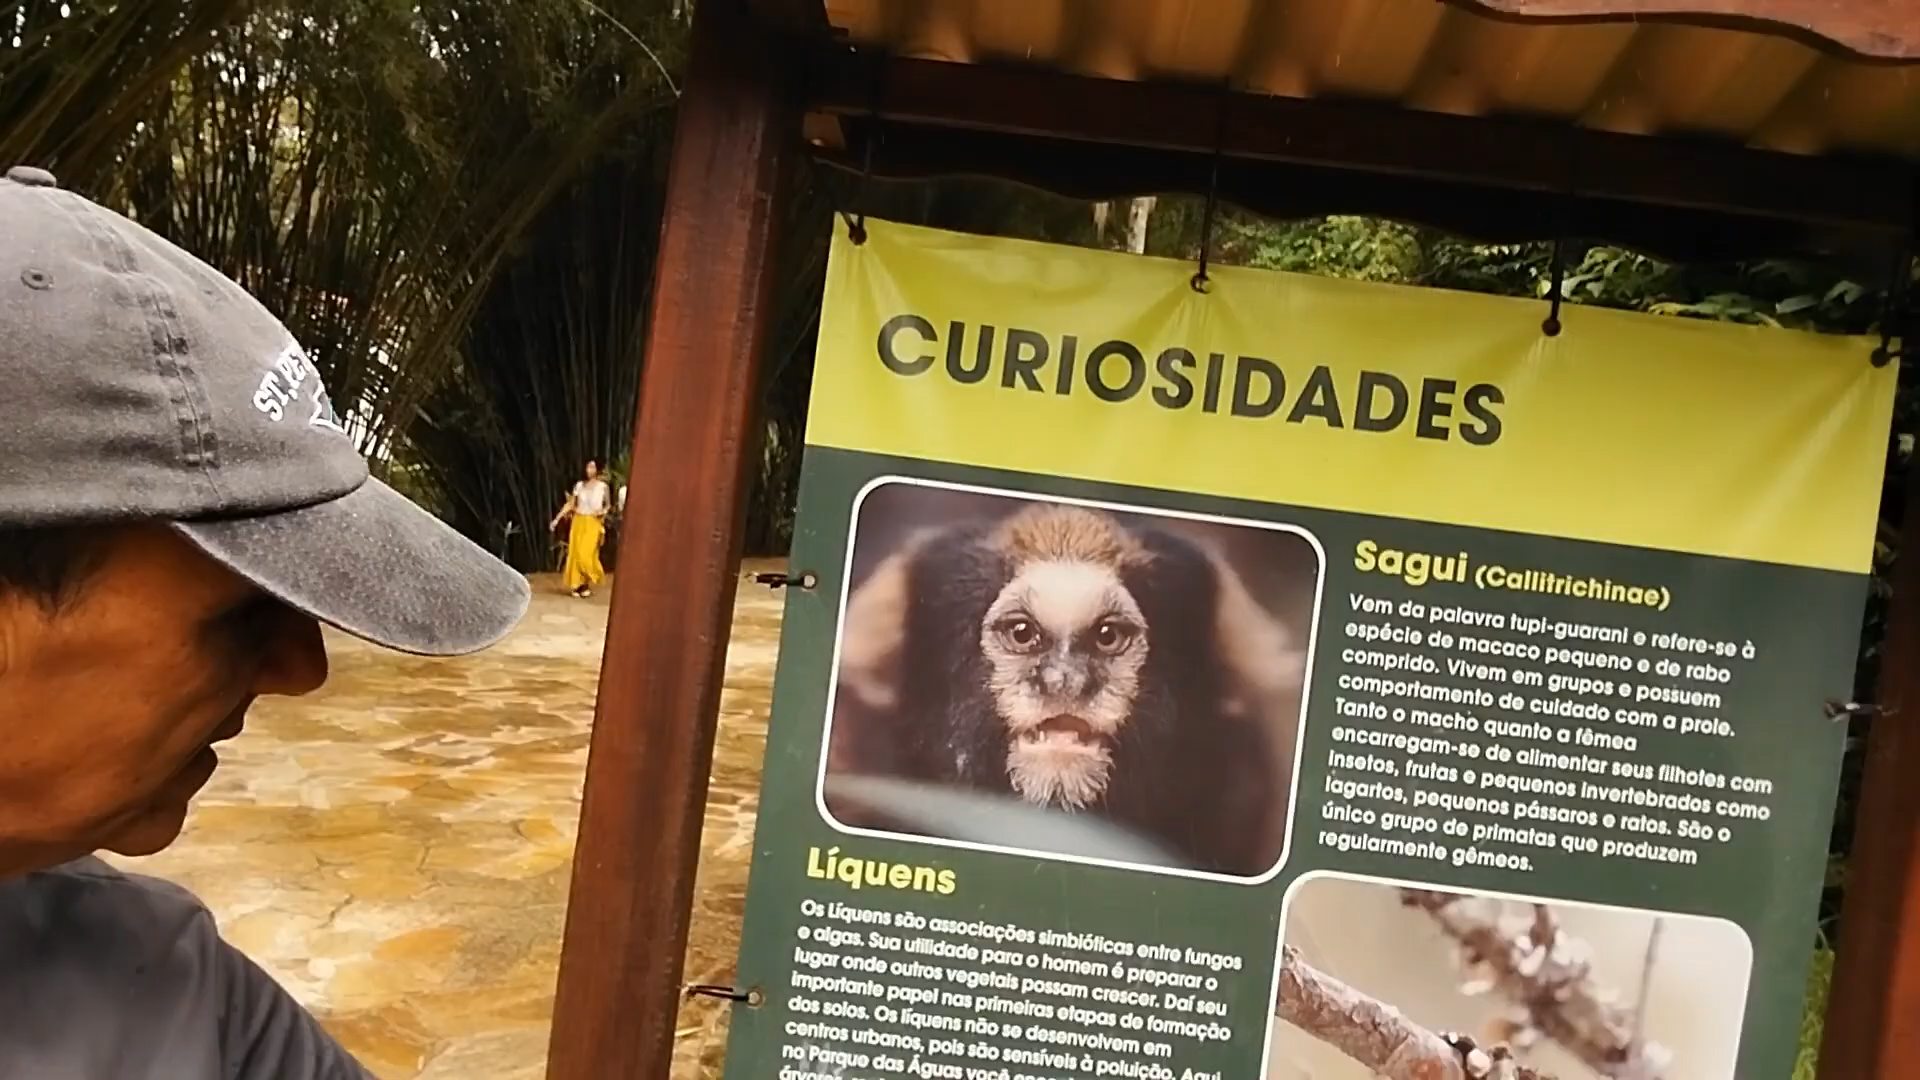 ST. PE
CURIOSIDADES
Sagui (Callitrichinae)
Vem da palavra tupi-guarani e refere-se à
espécie de macaco pequeno e de rabo
comprido. Vivem em grupos e possuem
comportamento de cuidado com a prole.
Tanto o macho quanto a fêmea
encarregam-se de alimentar seus filhotes com
insetos, frutas e pequenos invertebrados como
lagartos, pequenos pássaros e ratos. São o
único grupo de primatas que produzem
regularmente gêmeos.
Líquens
Os Líquens são associações simbióticas entre fungos
e algas. Sua utilidade para o homem é preparar o
lugar onde outros vegetais possam crescer. Daí seu
importante papel nas primeiras etapas de formação
dos solos. Os líquens não se desenvolvem em
centros urbanos, pois são sensíveis à poluição. Aqui
no Parque das Águas você